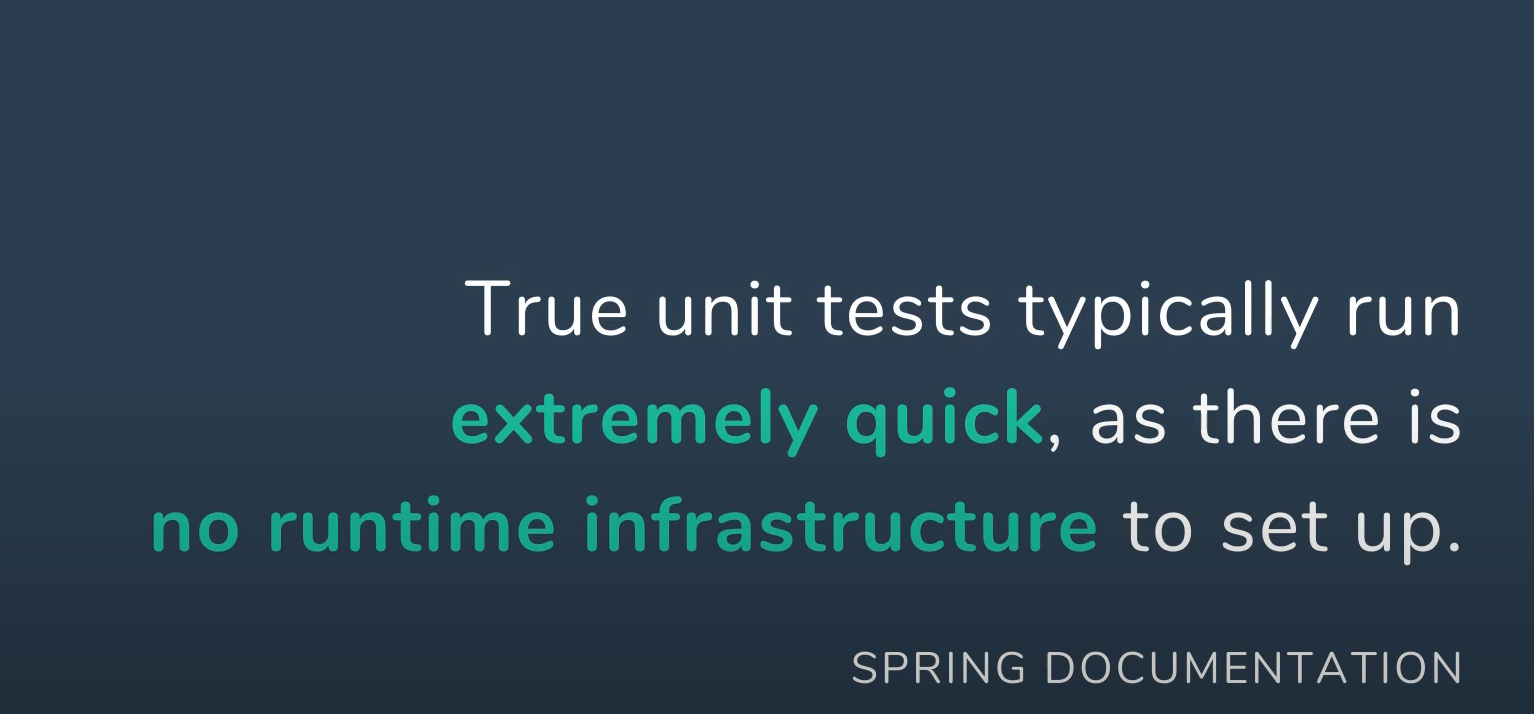 True unit tests typically run
extremely quick, as there is
no runtime infrastructure to set up.
SPRING DOCUMENTATION